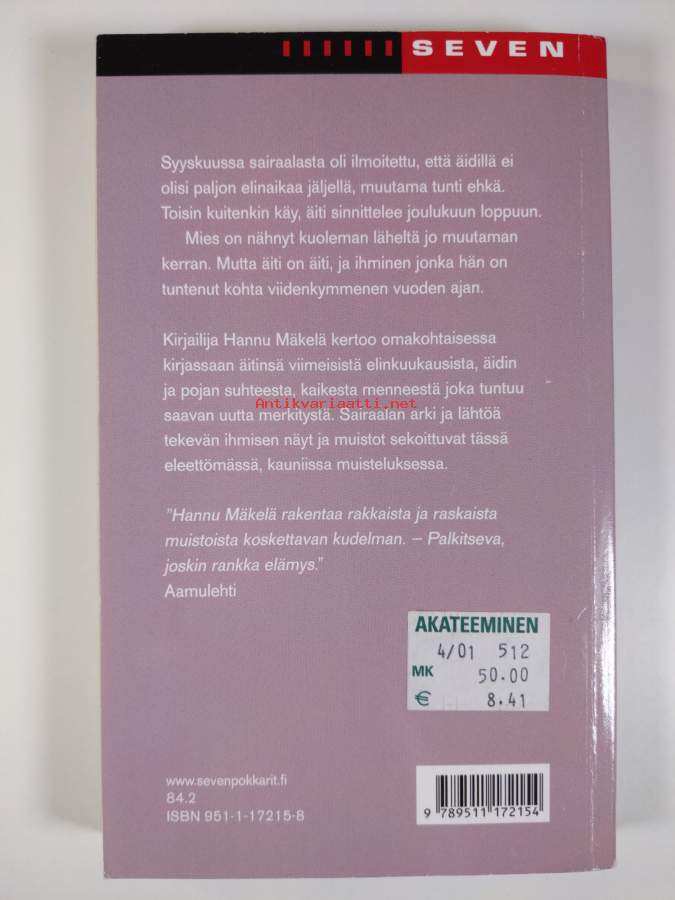 SEVEN
Syyskuussa sairaalasta oli ilmoitettu, että äidillä ei
olisi paljon elinaikaa jäljellä, muutama tunti ehkä.
Toisin kuitenkin käy, äiti sinnittelee joulukuun loppuun.
Mies on nähnyt kuoleman läheltä jo muutaman
kerran. Mutta äiti on äiti, ja ihminen jonka hän on
tuntenut kohta viidenkymmenen vuoden ajan.
Kirjailija Hannu Mäkelä kertoo omakohtaisessa
kirjassaan äitinsä viimeisistä elinkuukausista, äidin
ja pojan suhteesta, kaikesta menneestä joka tuntuu
Antikvariaatti.net
saavan uutta merkitystä. Sairaalan arki ja lähtöä
tekevän ihmisen näyt ja muistot sekoittuvat tässä
eleettömässä, kauniissa muisteluksessa.
"Hannu Mäkelä rakentaa rakkaista ja raskaista
muistoista koskettavan kudelman. – Palkitseva,
joskin rankka elämys."
Aamulehti
AKATEEMINEN
4/01 512
MK 50.00
€ 8.41
www.sevenpokkarit.fi
84.2
ISBN 951-1-17215-8
9 789511 172154